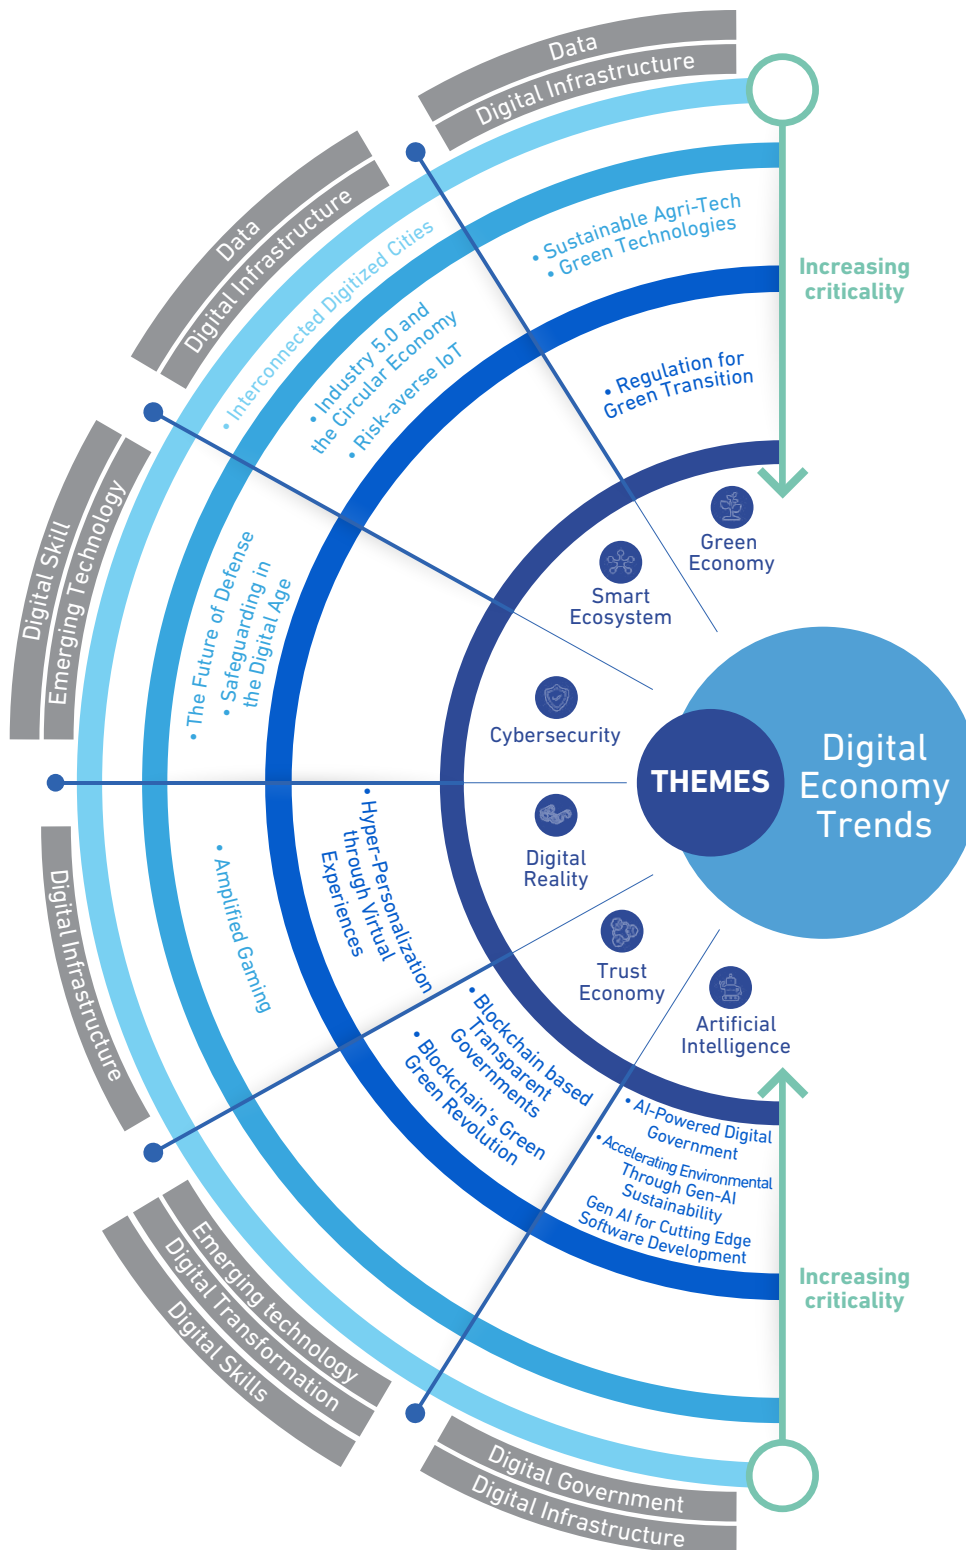 Data
Digital Infrastructure
Increasing
criticality
• Sustainable Agri-Tech
• Green Technologies
• Regulation for
Green Transition
Green
Economy
Data
Digital Infrastructure
• Interconnected Digitized Cities
• Industry 5.0 and
the Circular Economy
• Risk-averse IoT
Smart
Ecosystem
Digital Skill
Emerging Technology
• The Future of Defense
• Safeguarding in
the Digital Age
Cybersecurity
THEMES
Digital
Economy
Trends
Digital Infrastructure
• Amplified Gaming
• Hyper-Personalization
through Virtual
Experiences
Digital
Reality
Emerging technology
Digital Transformation
Digital Skills
• Blockchain based
Transparent
Governments
• Blockchain's Green
Green Revolution
Trust
Economy
Artificial
Intelligence
• AI-Powered Digital
Government
• Accelerating Environmental
Through Gen-AI
Sustainability
Gen AI for Cutting Edge
Software Development
Increasing
criticality
Digital Government
Digital Infrastructure